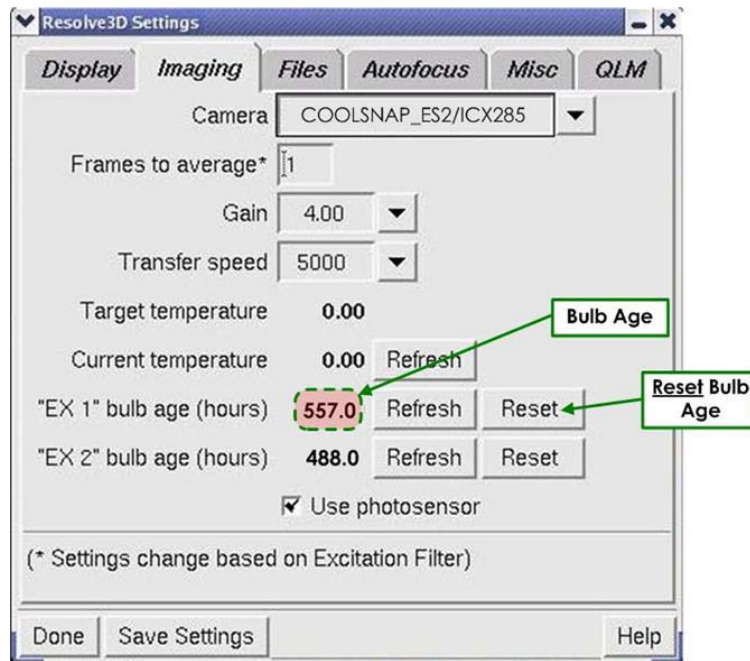 Resolve3D Settings
Display Imaging Files Autofocus Misc QLM
Camera COOLSNAP_ES2/ICX285
Frames to average* 1
Gain 4.00
Transfer speed 5000
Target temperature 0.00
Bulb Age
Current temperature 0.00 Refresh
Reset Bulb
Age
"EX 1" bulb age (hours) 557.0 Refresh Reset
"EX 2" bulb age (hours) 488.0 Refresh Reset
Use photosensor
(* Settings change based on Excitation Filter)
Done Save Settings Help